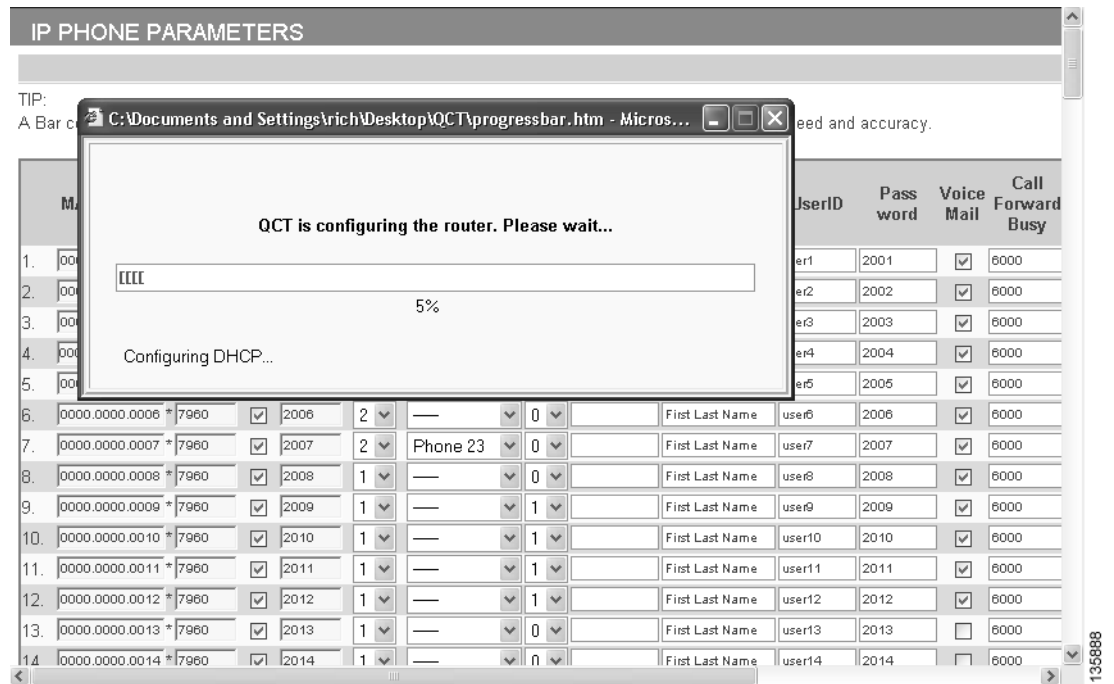 IP PHONE PARAMETERS
TIP:
A Bar
eed and accuracy.
C:\Documents and Settings\rich\Desktop\QCT\progressbar.htm - Micros...
QCT is configuring the router. Please wait...
[[[[
5%
Configuring DHCP...
UserID Pass word Voice Mail Call Forward Busy
1. er1 2001 6000
2. er2 2002 6000
3. er3 2003 6000
4. er4 2004 6000
5. er5 2005 6000
6. 0000.0000.0006 * 7960 2006 2 — 0 First Last Name user6 2006 6000
7. 0000.0000.0007 * 7960 2007 2 Phone 23 0 First Last Name user7 2007 6000
8. 0000.0000.0008 * 7960 2008 1 — 0 First Last Name user8 2008 6000
9. 0000.0000.0009 * 7960 2009 1 — 1 First Last Name user9 2009 6000
10. 0000.0000.0010 * 7960 2010 1 — 1 First Last Name user10 2010 6000
11. 0000.0000.0011 * 7960 2011 1 — 1 First Last Name user11 2011 6000
12. 0000.0000.0012 * 7960 2012 1 — 1 First Last Name user12 2012 6000
13. 0000.0000.0013 * 7960 2013 1 — 0 First Last Name user13 2013 6000
14 0000.0000.0014 * 7960 2014 1 — 0 First Last Name user14 2014 6000
135888